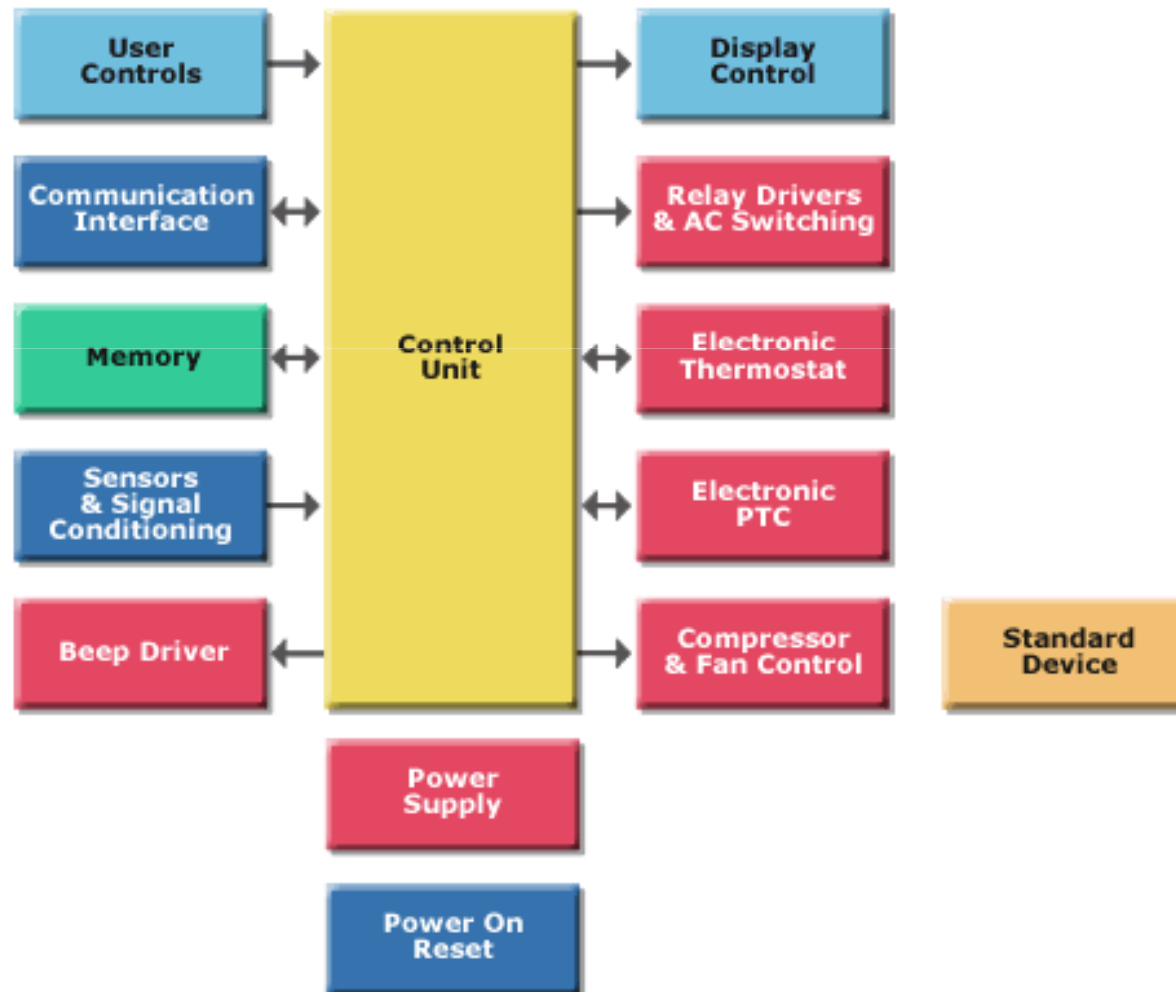 User
Controls
Display
Control
Communication
Interface
Relay Drivers
& AC Switching
Memory
Control
Unit
Electronic
Thermostat
Sensors
& Signal
Conditioning
Electronic
PTC
Beep Driver
Compressor
& Fan Control
Standard
Device
Power
Supply
Power On
Reset